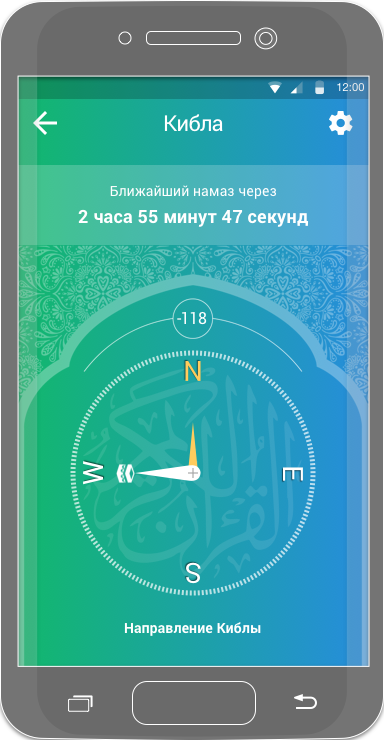 12:00
Кибла
Ближайший намаз через
2 часа 55 минут 47 секунд
-118
N
W
E
S
Направление Киблы